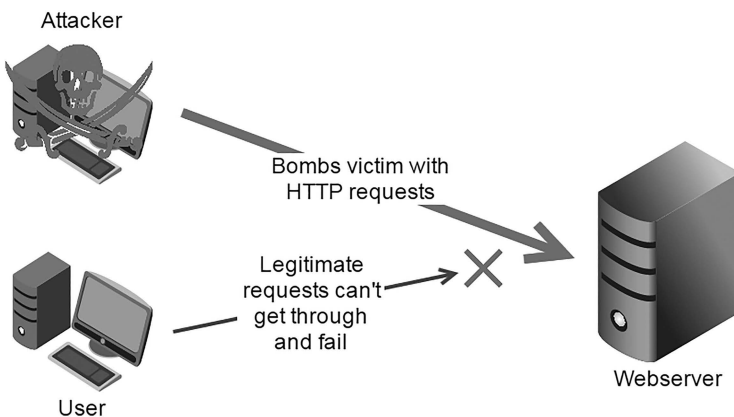 Attacker
Bombs victim with
HTTP requests
Legitimate
requests can't
get through
and fail
User
Webserver